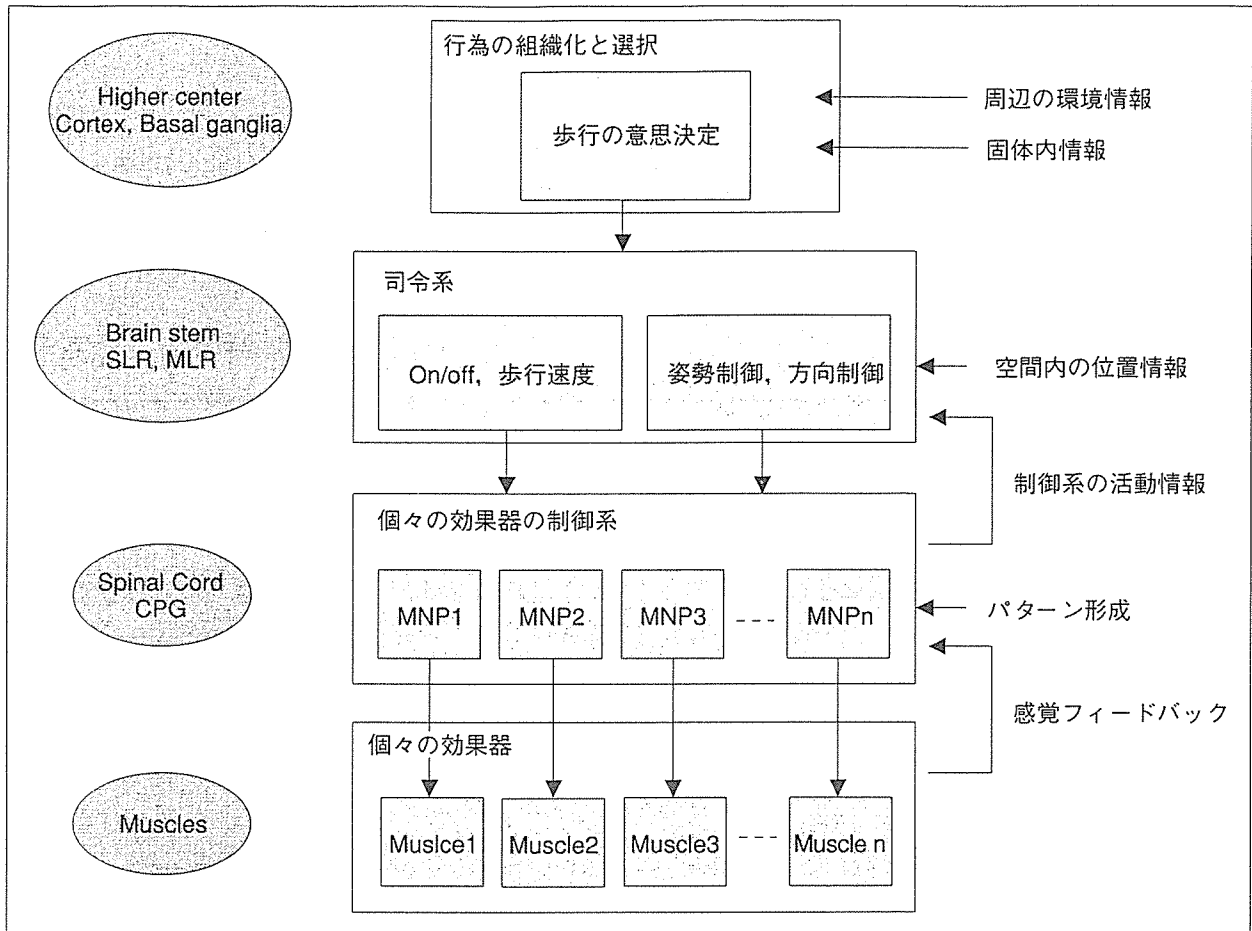 行為の組織化と選択
Higher center
Cortex, Basal ganglia
歩行の意思決定
周辺の環境情報
固体内情報
司令系
Brain stem
SLR, MLR
On/off, 歩行速度
姿勢制御, 方向制御
空間内の位置情報
制御系の活動情報
個々の効果器の制御系
Spinal Cord
CPG
MNP1
MNP2
MNP3
---
MNPn
パターン形成
感覚フィードバック
個々の効果器
Muscles
Muslce1
Muscle2
Muscle3
---
Muscle n